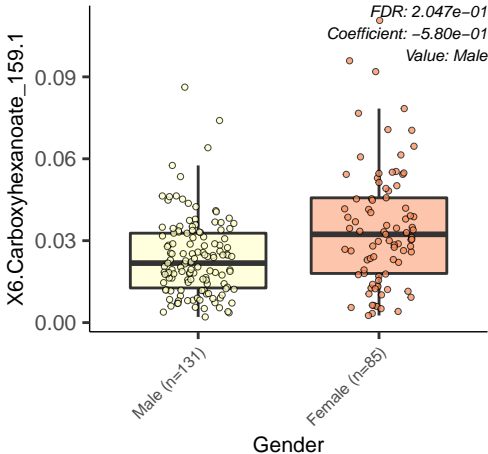 FDR: 2.047e−01
Coefficient: −5.80e−01
Value: Male
X6.Carboxyhexanoate_159.1
0.09
0.06
0.03
0.00
Male (n=131)
Female (n=85)
Gender